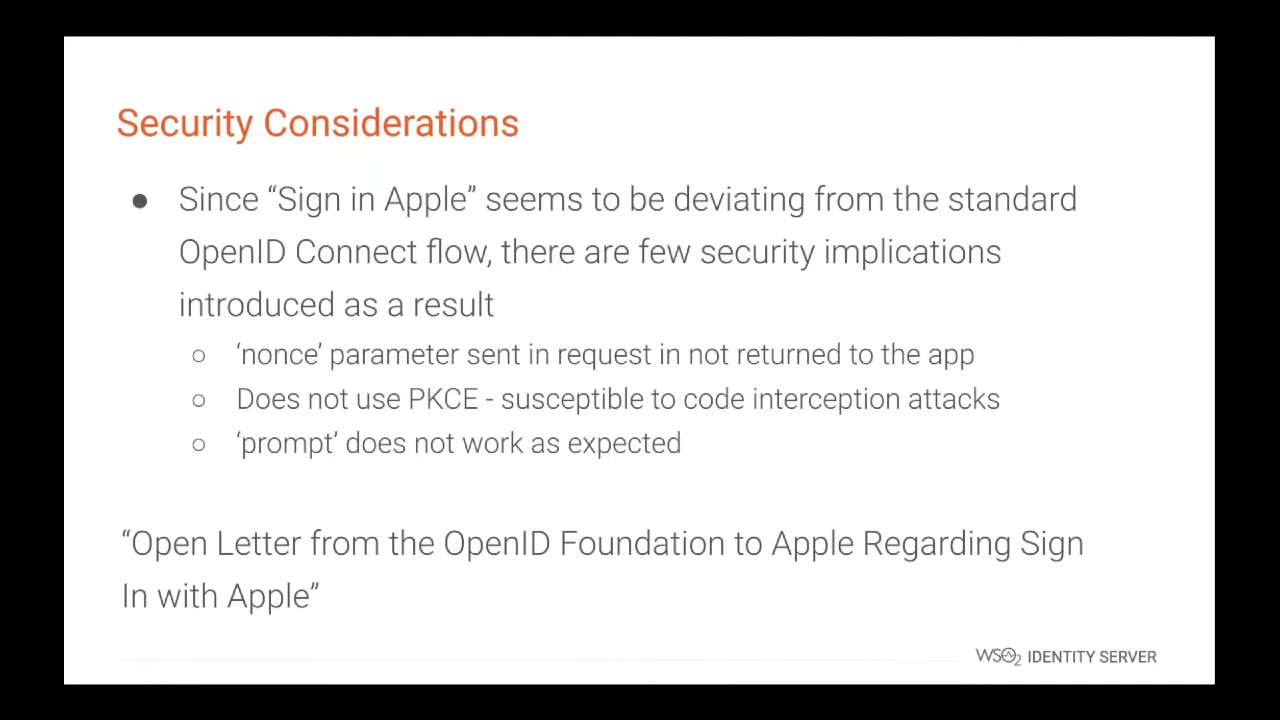 Security Considerations
● Since “Sign in Apple” seems to be deviating from the standard
OpenID Connect flow, there are few security implications
introduced as a result
○ ‘nonce’ parameter sent in request in not returned to the app
○ Does not use PKCE - susceptible to code interception attacks
○ ‘prompt’ does not work as expected
“Open Letter from the OpenID Foundation to Apple Regarding Sign
In with Apple”
WSO2 IDENTITY SERVER